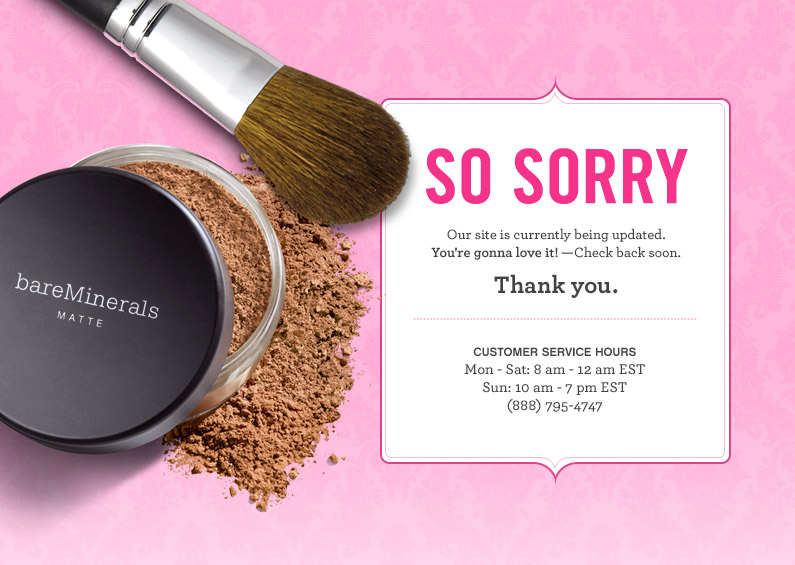 bareMinerals
MATTE
SO SORRY
Our site is currently being updated.
You're gonna love it! —Check back soon.
Thank you.
CUSTOMER SERVICE HOURS
Mon - Sat: 8 am - 12 am EST
Sun: 10 am - 7 pm EST
(888) 795-4747